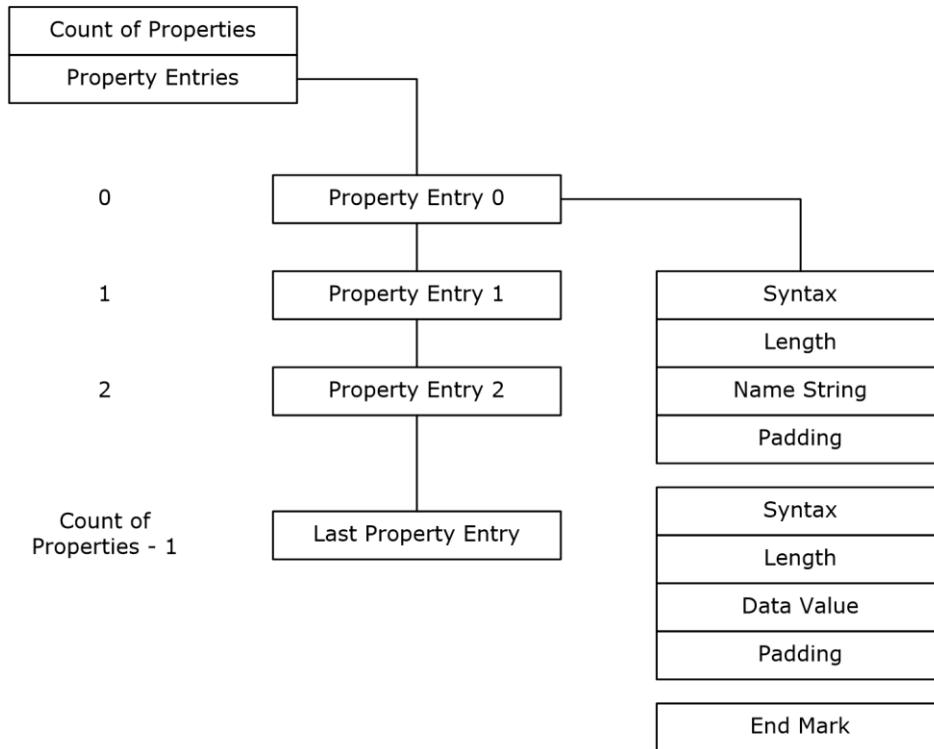 Count of Properties
Property Entries
0
Property Entry 0
1
Property Entry 1
Syntax
Length
2
Property Entry 2
Name String
Padding
Count of
Properties - 1
Last Property Entry
Syntax
Length
Data Value
Padding
End Mark